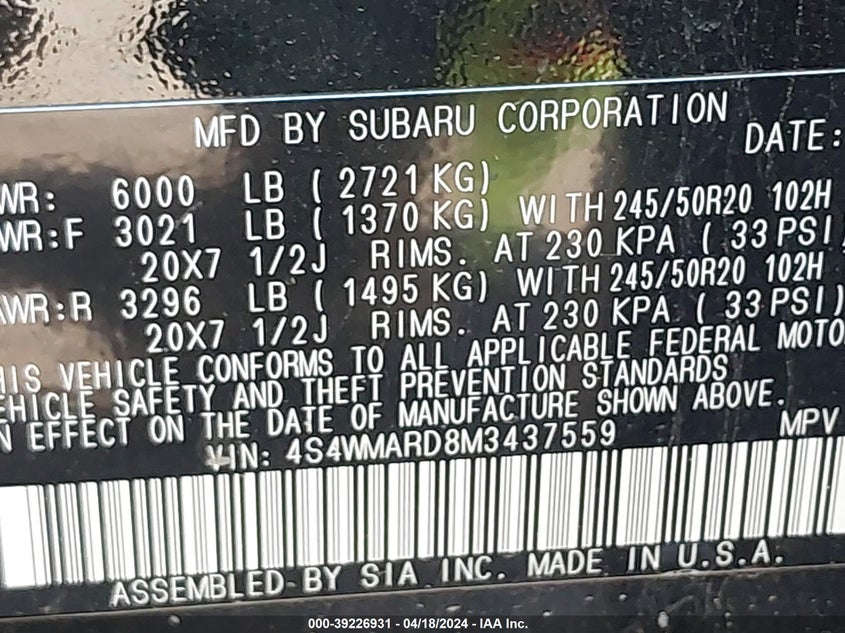 MFD BY SUBARU CORPORATION DATE:
WR: 6000 LB ( 2721 KG)
WR:F 3021 LB ( 1370 KG) WITH 245/50R20 102H
20X7 1/2J RIMS. AT 230 KPA ( 33 PSI)
AWR:R 3296 LB ( 1495 KG) WITH 245/50R20 102H
20X7 1/2J RIMS. AT 230 KPA ( 33 PSI)
HIS VEHICLE CONFORMS TO ALL APPLICABLE FEDERAL MOTO
EHICLE SAFETY AND THEFT PREVENTION STANDARDS
N EFFECT ON THE DATE OF MANUFACTURE SHOWN ABOVE.
VIN: 4S4WMARD8M3437559 MPV
ASSEMBLED BY SIA INC. MADE IN U.S.A.
000-39226931 - 04/18/2024 - IAA Inc.